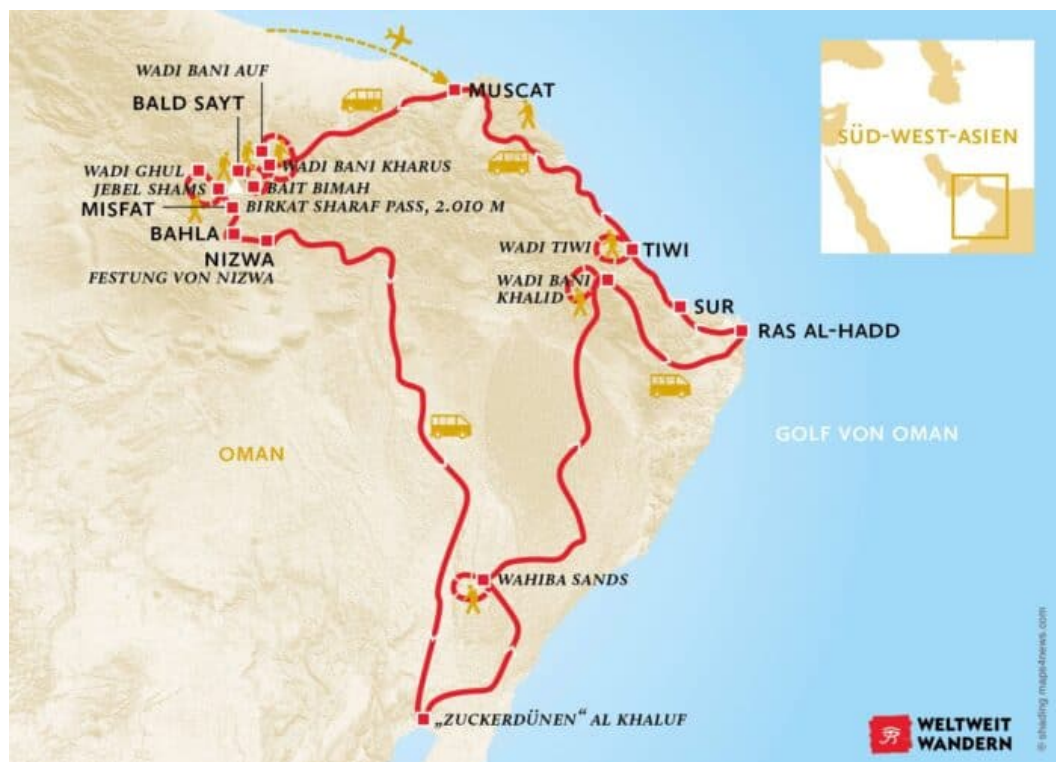 WADI BANI AUF
MUSCAT
BALD SAYT
SÜD-WEST-ASIEN
WADI GHUL
WADI BANI KHARUS
JEBEL SHAMS
BAIT BIMAH
MISFAT
BIRKAT SHARAF PASS, 2.010 M
BAHLA
NIZWA
FESTUNG VON NIZWA
WADI TIWI
TIWI
WADI BANI
KHALID
SUR
RAS AL-HADD
GOLF VON OMAN
OMAN
WAHIBA SANDS
„ZUCKERDÜNEN“ AL KHALUF
WELTWEIT
WANDERN
© shading maps4news.com